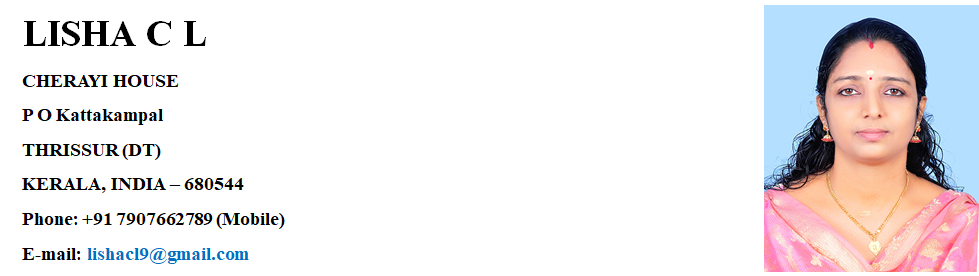 LISHA C L
CHERAYI HOUSE
P O Kattakampal
THRISSUR (DT)
KERALA, INDIA – 680544
Phone: +91 7907662789 (Mobile)
E-mail: lishacl9@gmail.com